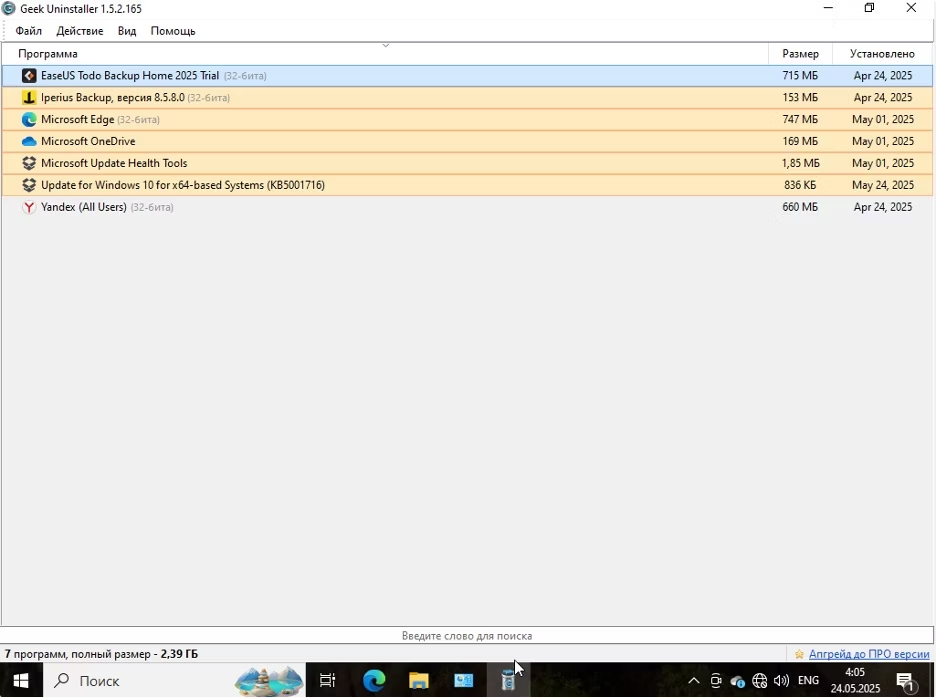 Geek Uninstaller 1.5.2.165
Файл Действие Вид Помощь
Программа Размер Установлено
EaseUS Todo Backup Home 2025 Trial (32-бита) 715 МБ Apr 24, 2025
Iperius Backup, версия 8.5.8.0 (32-бита) 153 МБ Apr 24, 2025
Microsoft Edge (32-бита) 747 МБ May 01, 2025
Microsoft OneDrive 169 МБ May 01, 2025
Microsoft Update Health Tools 1,85 МБ May 01, 2025
Update for Windows 10 for x64-based Systems (KB5001716) 836 КБ May 24, 2025
Yandex (All Users) (32-бита) 660 МБ Apr 24, 2025
Введите слово для поиска
7 программ, полный размер - 2,39 ГБ Апгрейд до ПРО версии
Поиск ENG 4:05
24.05.2025 1